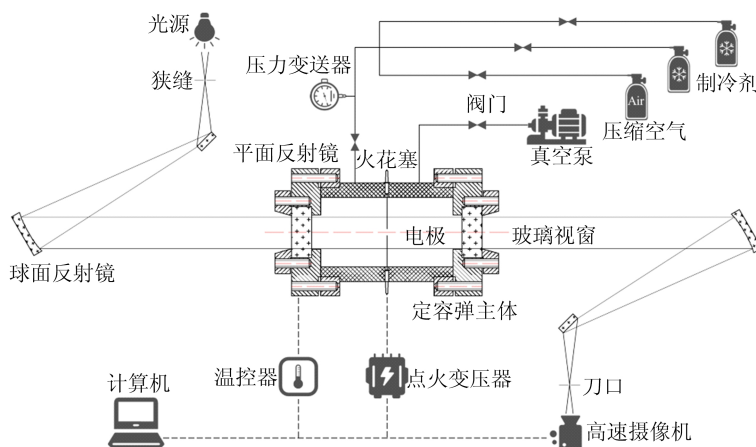 光源
狭缝
压力变送器
制冷剂
阀门
Air
压缩空气
真空泵
平面反射镜
火花塞
电极
玻璃视窗
球面反射镜
定容弹主体
计算机
温控器
点火变压器
刀口
高速摄像机